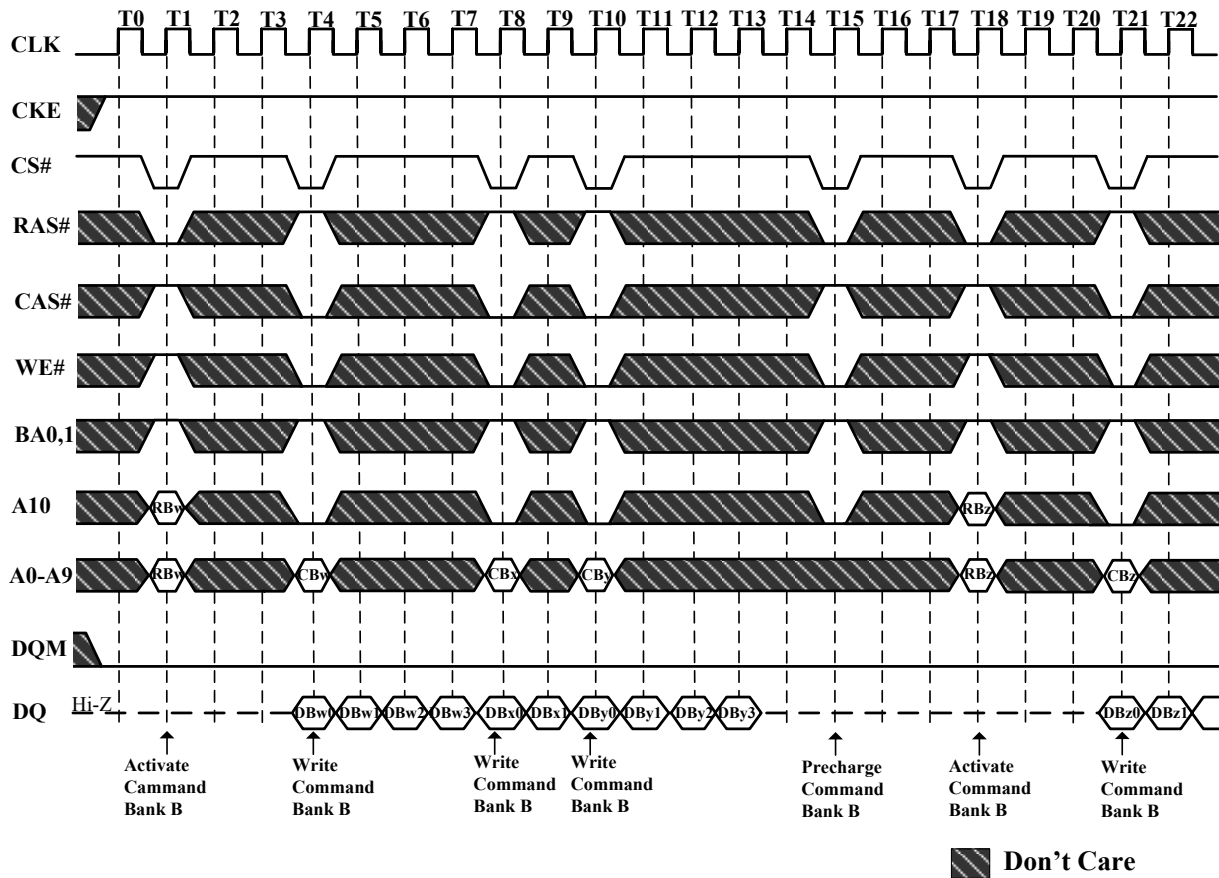 T0 T1 T2 T3 T4 T5 T6 T7 T8 T9 T10 T11 T12 T13 T14 T15 T16 T17 T18 T19 T20 T21 T22
CLK
CKE
CS#
RAS#
CAS#
WE#
BA0,1
A10 RBw RBz
A0-A9 RBw CBw CBx CBy RBz CBz
DQM
DQ Hi-Z DBw0 DBw1 DBw2 DBw3 DBx0 DBx1 DBy0 DBy1 DBy2 DBy3 DBz0 DBz1
Activate
Cammand
Bank B
Write
Command
Bank B
Write
Command
Bank B
Write
Command
Bank B
Precharge
Command
Bank B
Activate
Command
Bank B
Write
Command
Bank B
Don't Care